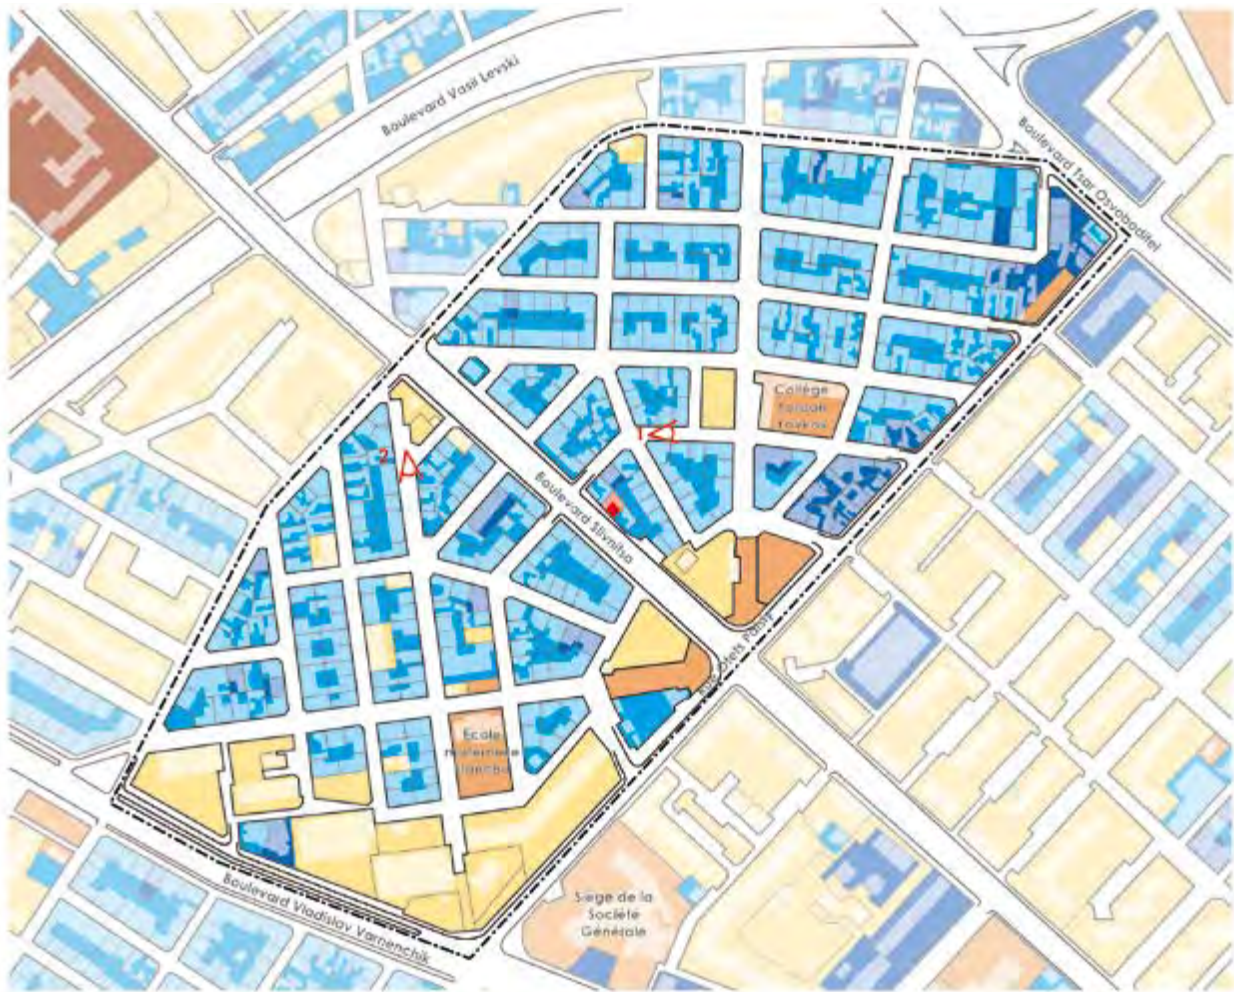 Boulevard Vasil Levski
Boulevard Tsar Osvoboditel
Collège
1
2
Boulevard Slivnitsa
Ecole
maternelle
Boulevard Vladislav Varnenchik
Siège de la
Société
Générale